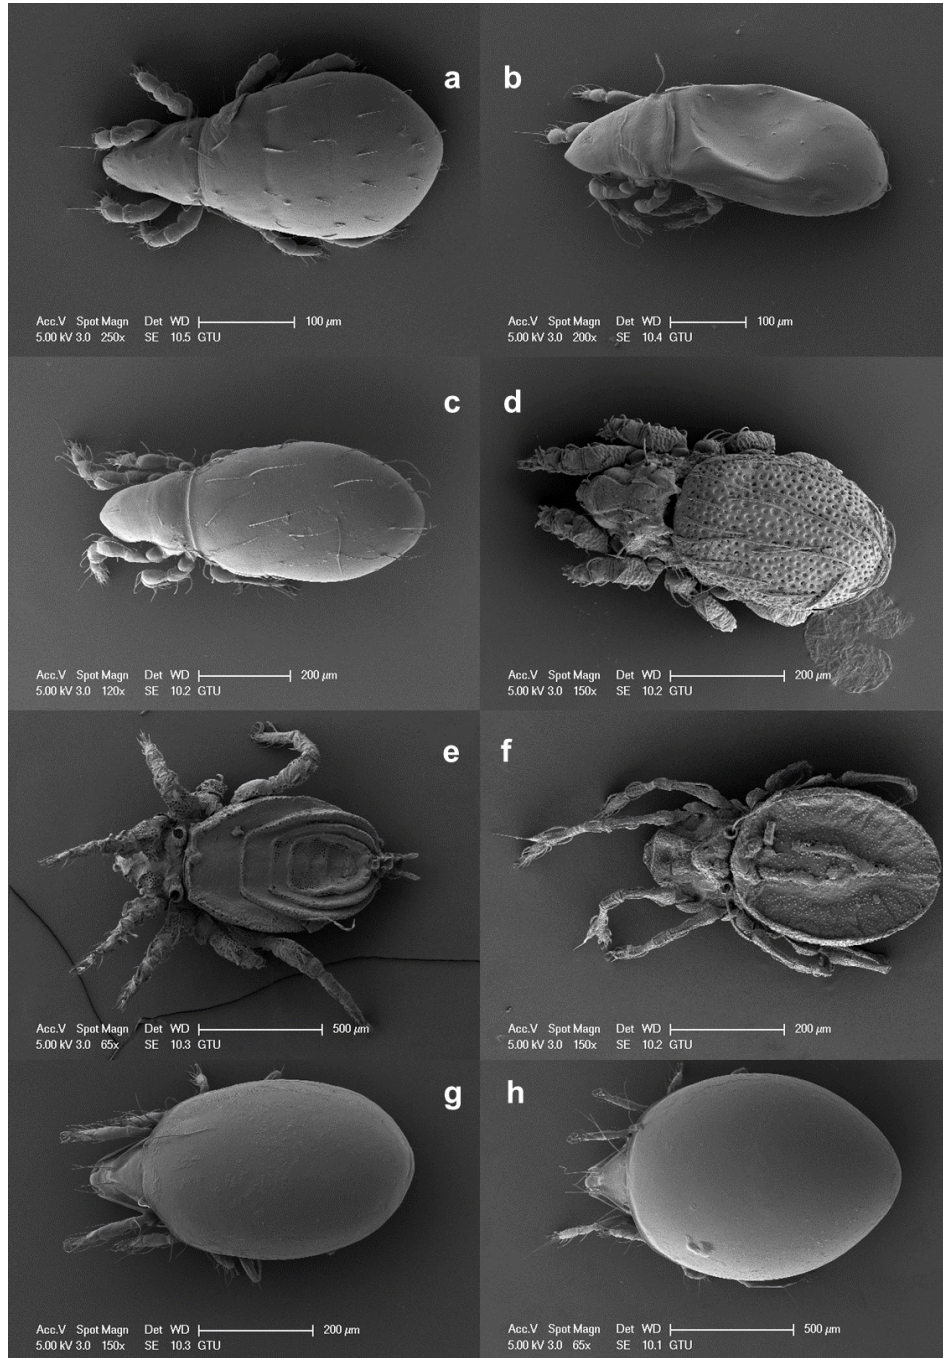 a
Acc.V Spot Magn Det WD 100 µm
5.00 kV 3.0 250x SE 10.5 GTU
b
Acc.V Spot Magn Det WD 100 µm
5.00 kV 3.0 200x SE 10.4 GTU
c
Acc.V Spot Magn Det WD 200 µm
5.00 kV 3.0 120x SE 10.2 GTU
d
Acc.V Spot Magn Det WD 200 µm
5.00 kV 3.0 150x SE 10.2 GTU
e
Acc.V Spot Magn Det WD 500 µm
5.00 kV 3.0 65x SE 10.3 GTU
f
Acc.V Spot Magn Det WD 200 µm
5.00 kV 3.0 150x SE 10.2 GTU
g
Acc.V Spot Magn Det WD 200 µm
5.00 kV 3.0 150x SE 10.3 GTU
h
Acc.V Spot Magn Det WD 500 µm
5.00 kV 3.0 65x SE 10.1 GTU